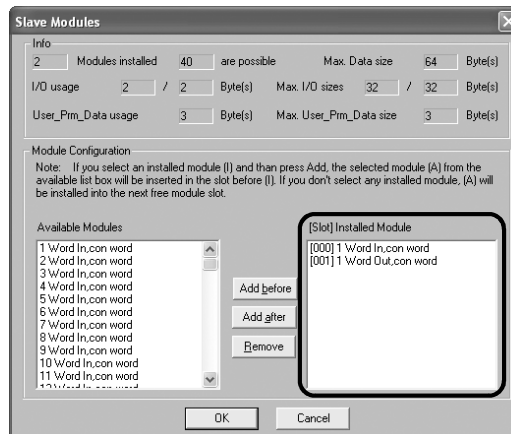 Slave Modules
Info
2 Modules installed 40 are possible Max. Data size 64 Byte(s)
I/O usage 2 / 2 Byte(s) Max. I/O sizes 32 / 32 Byte(s)
User_Prm_Data usage 3 Byte(s) Max. User_Prm_Data size 3 Byte(s)
Module Configuration
Note: If you select an installed module (I) and than press Add, the selected module (A) from the
available list box will be inserted in the slot before (I). If you don't select any installed module, (A) will
be installed into the next free module slot.
Available Modules
1 Word In,con word
2 Word In,con word
3 Word In,con word
4 Word In,con word
5 Word In,con word
6 Word In,con word
7 Word In,con word
8 Word In,con word
9 Word In,con word
10 Word In,con word
11 Word In,con word
Add before
Add after
Remove
[Slot] Installed Module
[000] 1 Word In,con word
[001] 1 Word Out,con word
OK Cancel